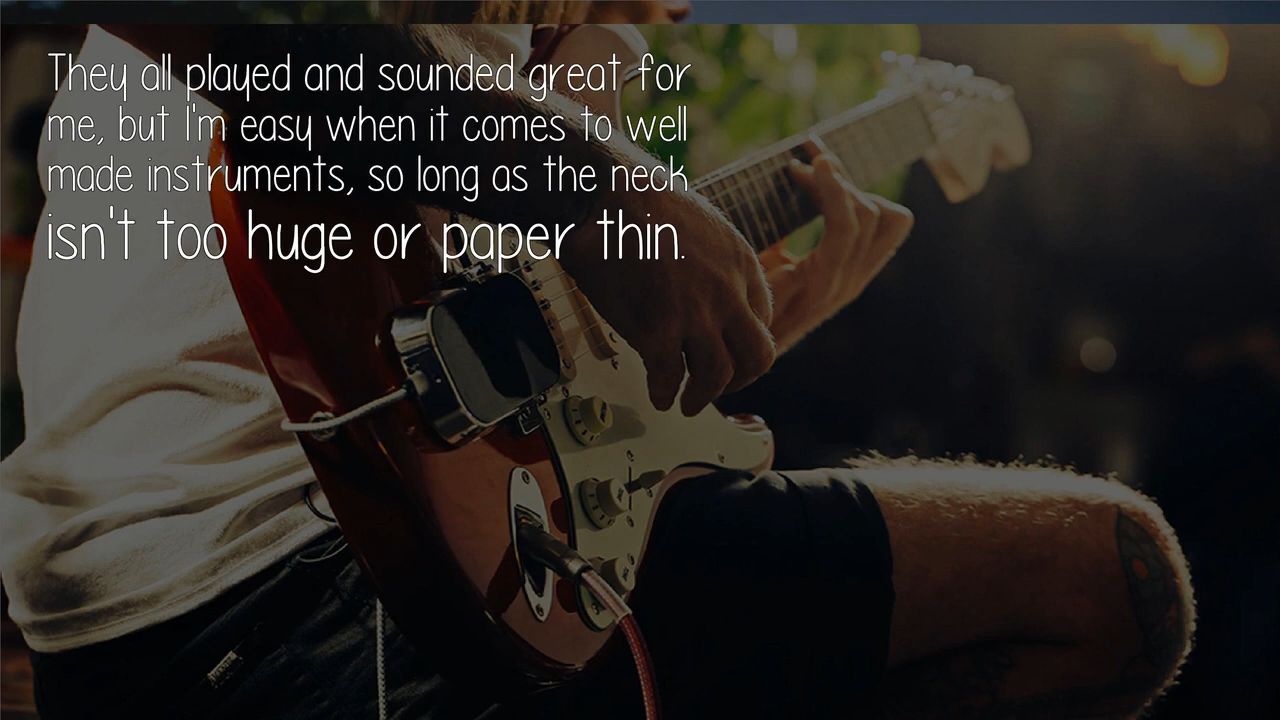 They all played and sounded great for
me, but I'm easy when it comes to well
made instruments, so long as the neck
isn't too huge or paper thin.